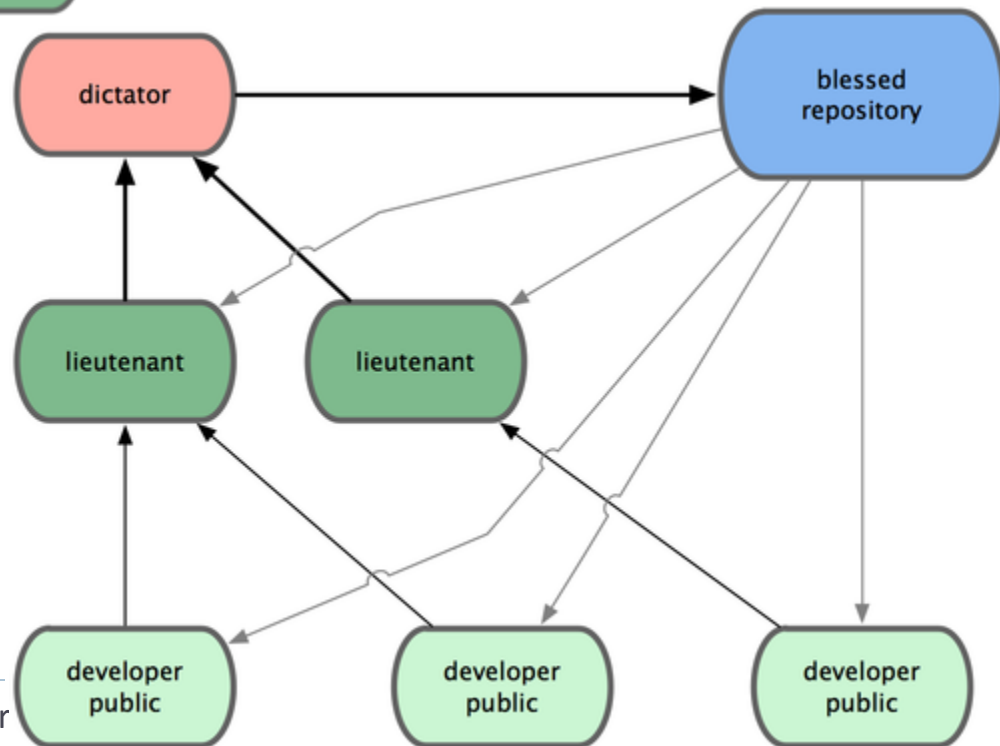 dictator
blessed
repository
lieutenant
lieutenant
developer
public
developer
public
developer
public
r